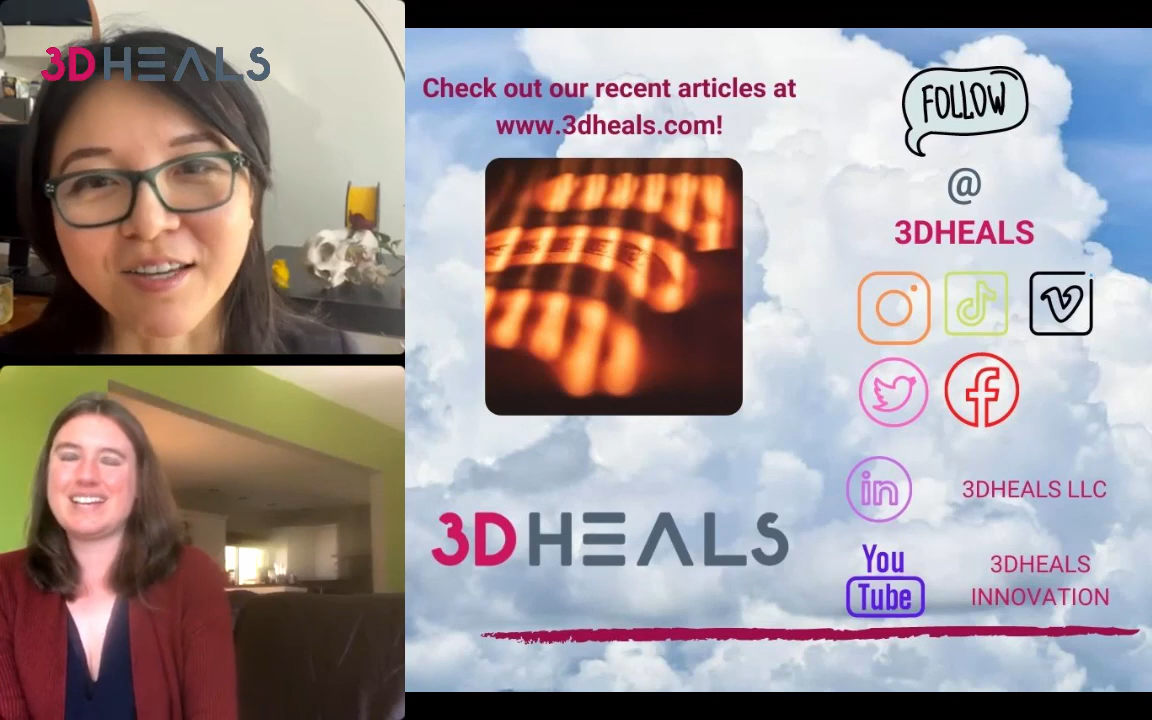 3DHEALS
Check out our recent articles at
www.3dheals.com!
FOLLOW
@
3DHEALS
in
3DHEALS LLC
3DHEALS
You
Tube
3DHEALS
INNOVATION